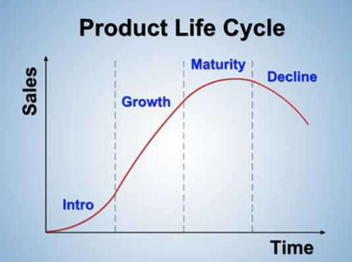 Product Life Cycle
Maturity
Decline
Growth
Sales
Intro
Time